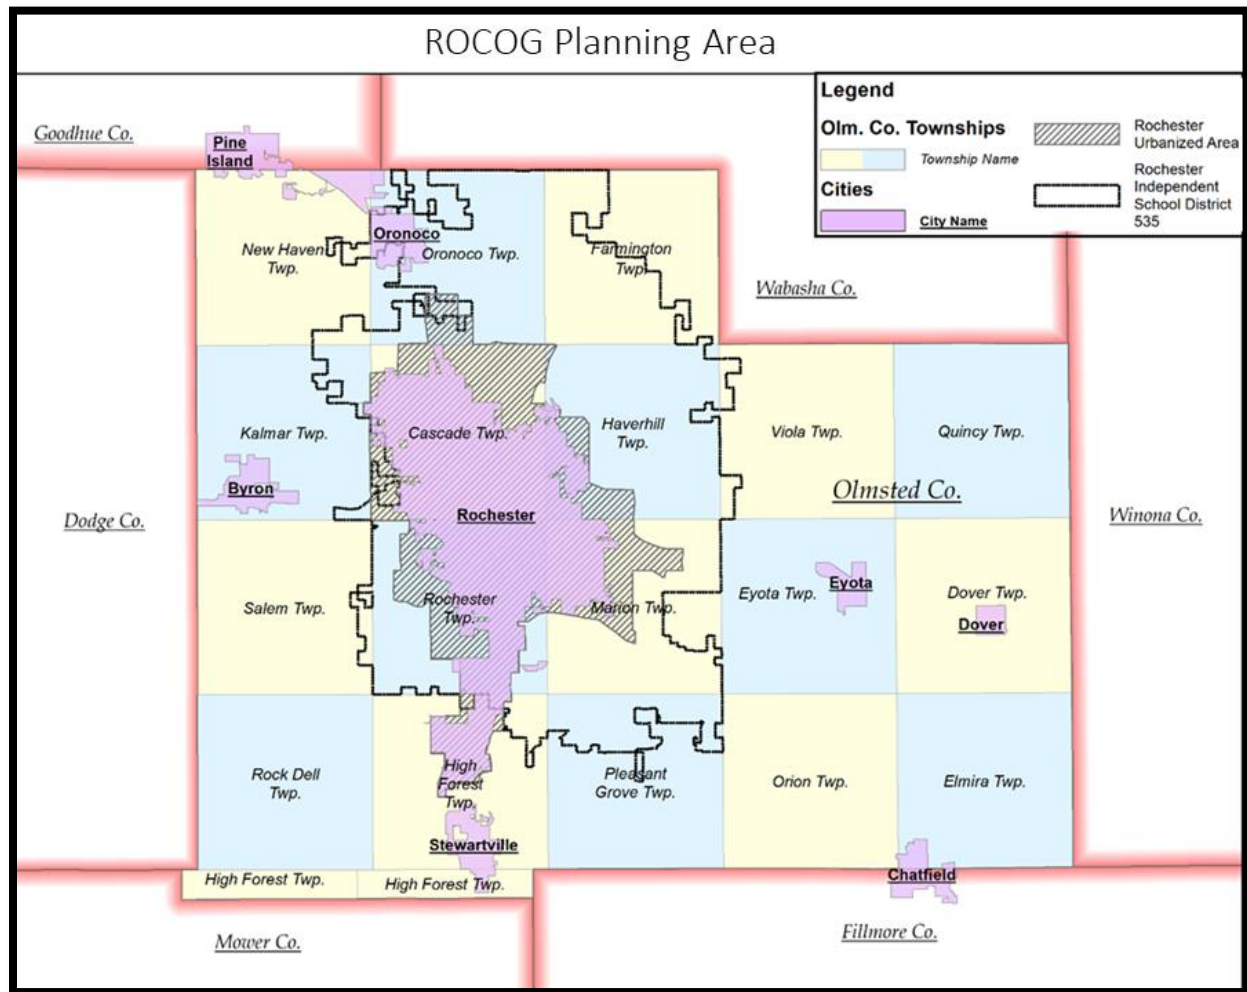 ROCOG Planning Area
Legend
Olm. Co. Townships
Township Name
Cities
City Name
Rochester
Urbanized Area
Rochester
Independent
School District
535
Goodhue Co.
Pine
Island
Oronoco
New Haven
Twp.
Oronoco Twp.
Farmington
Twp.
Wabasha Co.
Kalmar Twp.
Cascade Twp.
Haverhill
Twp.
Viola Twp.
Quincy Twp.
Byron
Olmsted Co.
Dodge Co.
Rochester
Winona Co.
Salem Twp.
Rochester
Twp.
Marion Twp.
Eyota Twp.
Eyota
Dover Twp.
Dover
Rock Dell
Twp.
High
Forest
Twp.
Pleasant
Grove Twp.
Orion Twp.
Elmira Twp.
Stewartville
High Forest Twp.
High Forest Twp.
Chatfield
Mower Co.
Fillmore Co.